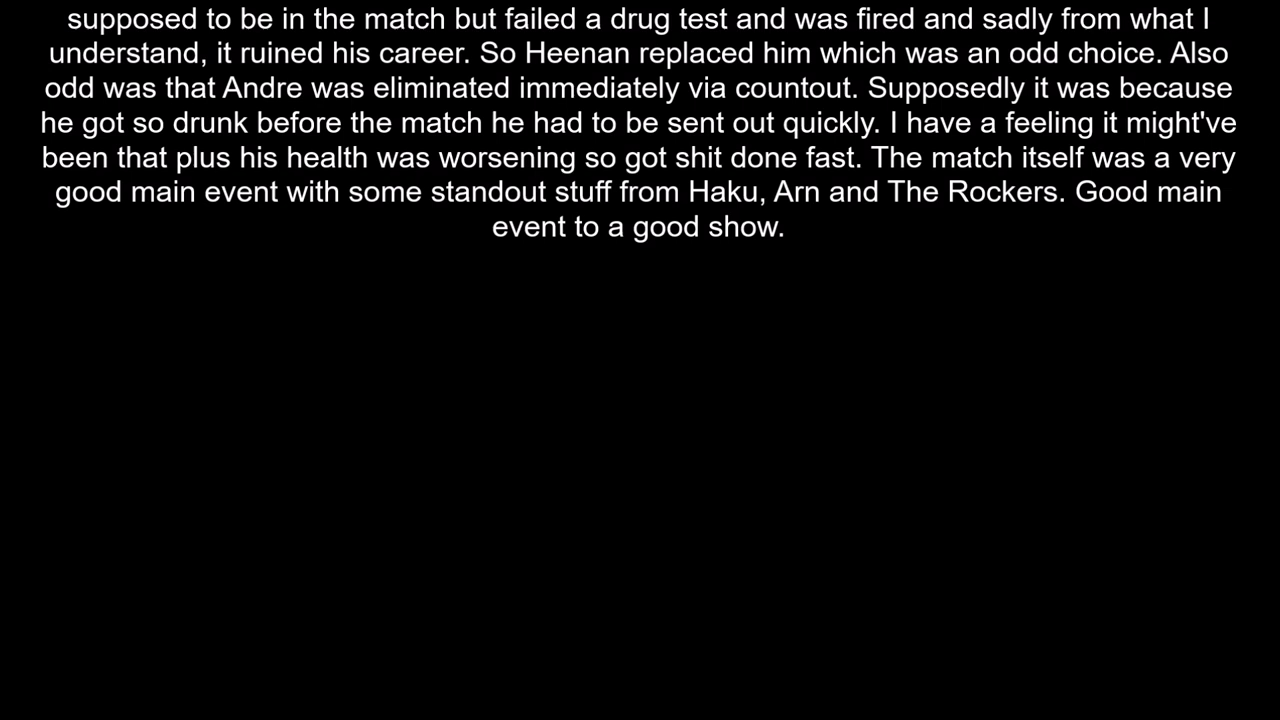 supposed to be in the match but failed a drug test and was fired and sadly from what I
understand, it ruined his career. So Heenan replaced him which was an odd choice. Also
odd was that Andre was eliminated immediately via countout. Supposedly it was because
he got so drunk before the match he had to be sent out quickly. I have a feeling it might've
been that plus his health was worsening so got shit done fast. The match itself was a very
good main event with some standout stuff from Haku, Arn and The Rockers. Good main
event to a good show.